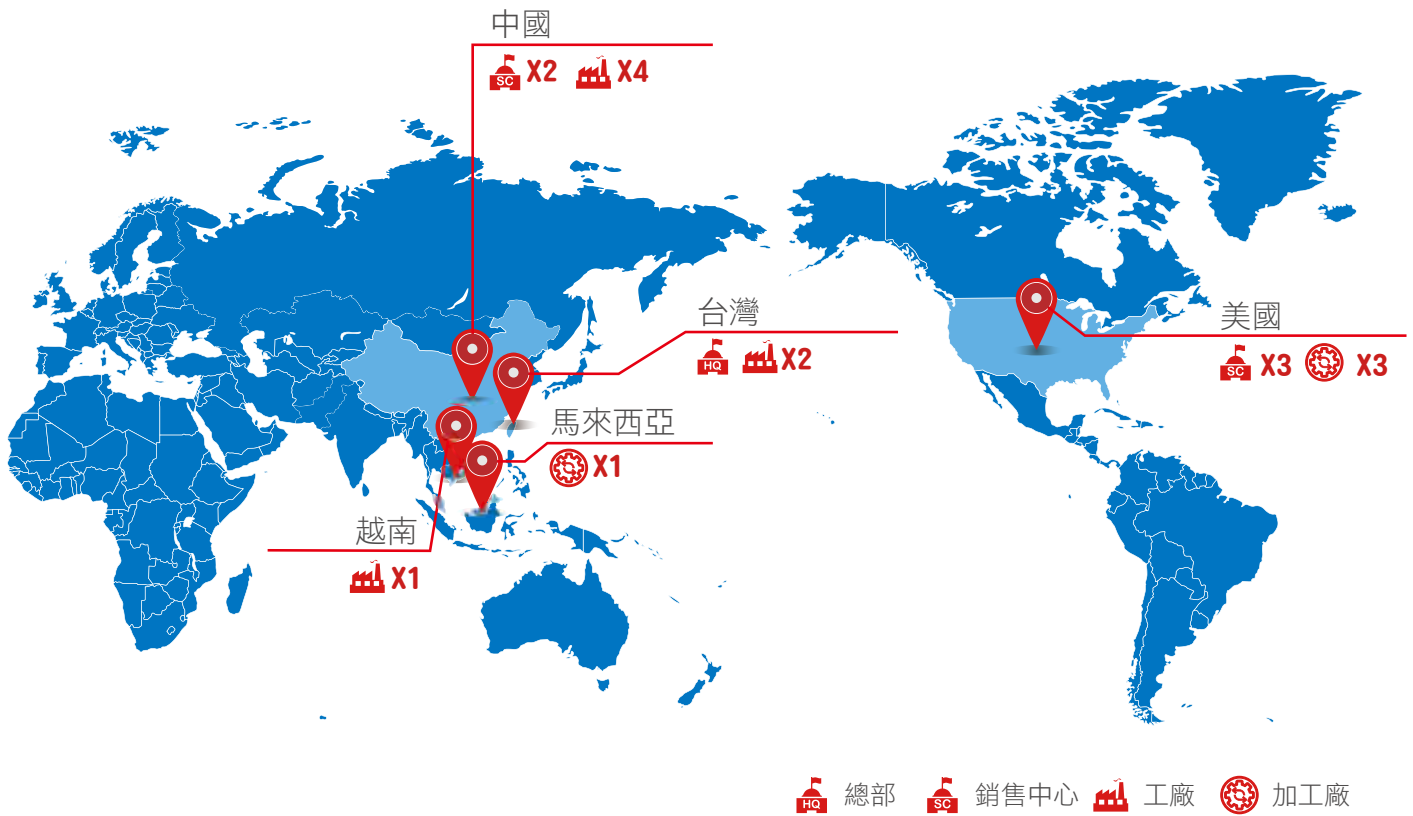 中國
SC X2 X4
台灣
HQ X2
美國
SC X3 X3
馬來西亞
X1
越南
X1
HQ 總部 SC 銷售中心 工廠 加工廠